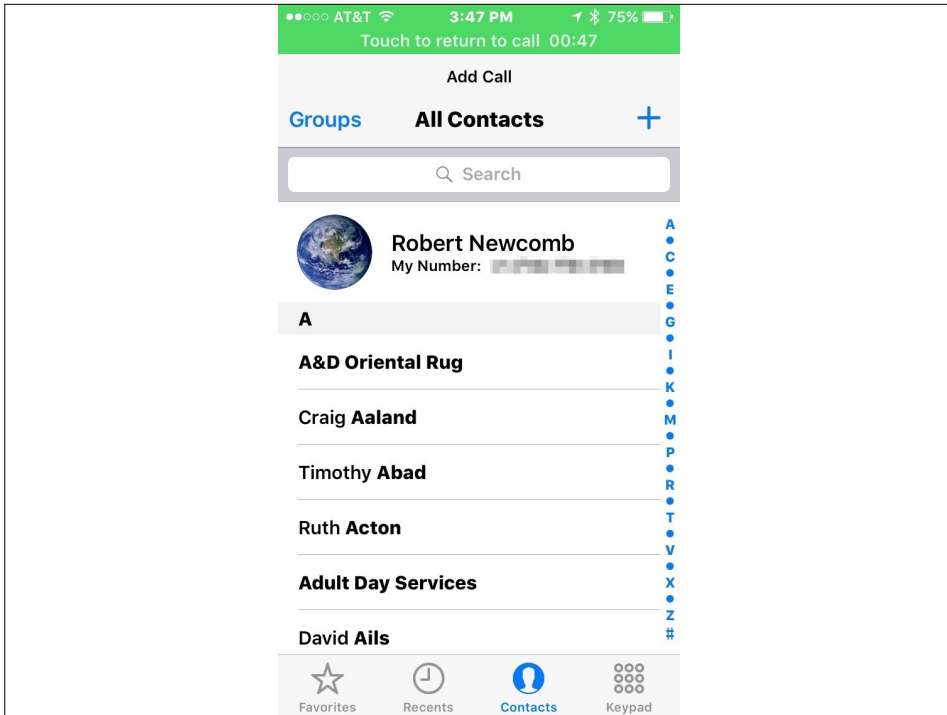 AT&T 3:47 PM 75%
Touch to return to call 00:47
Add Call
Groups All Contacts +
Search
Robert Newcomb
My Number:
A
A&D Oriental Rug
Craig Aaland
Timothy Abad
Ruth Acton
Adult Day Services
David Ails
A
C
E
G
I
K
M
P
R
T
V
X
Z
#
Favorites Recents Contacts Keypad